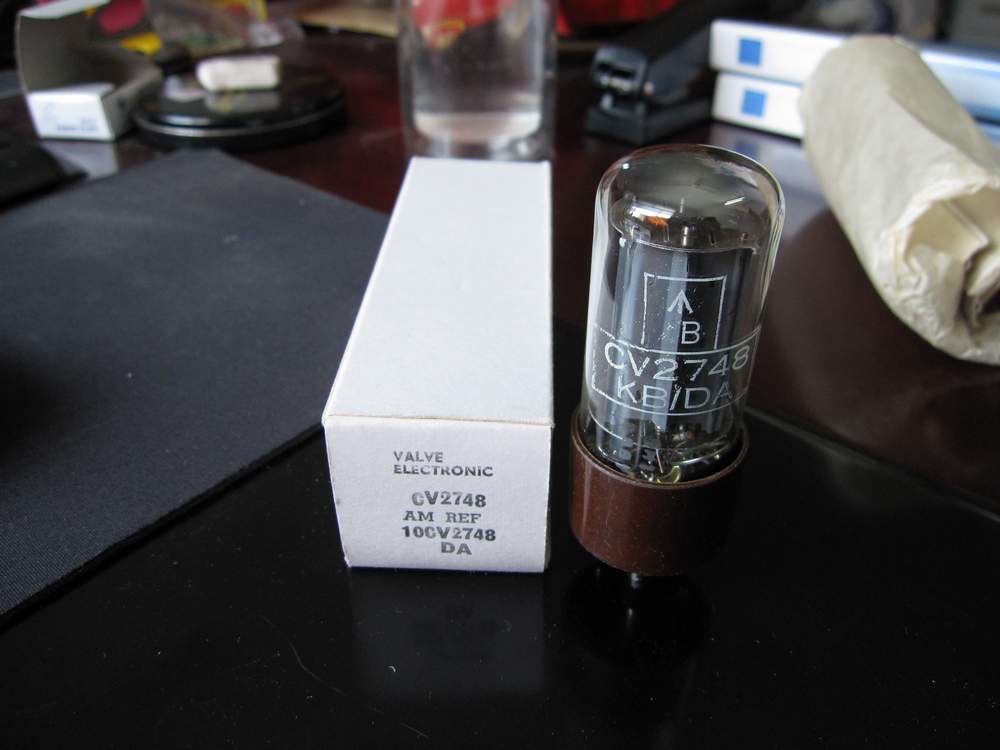 VALVE
ELECTRONIC
CV2748
AM REF
10CV2748
DA
B
CV2748
KB/DA